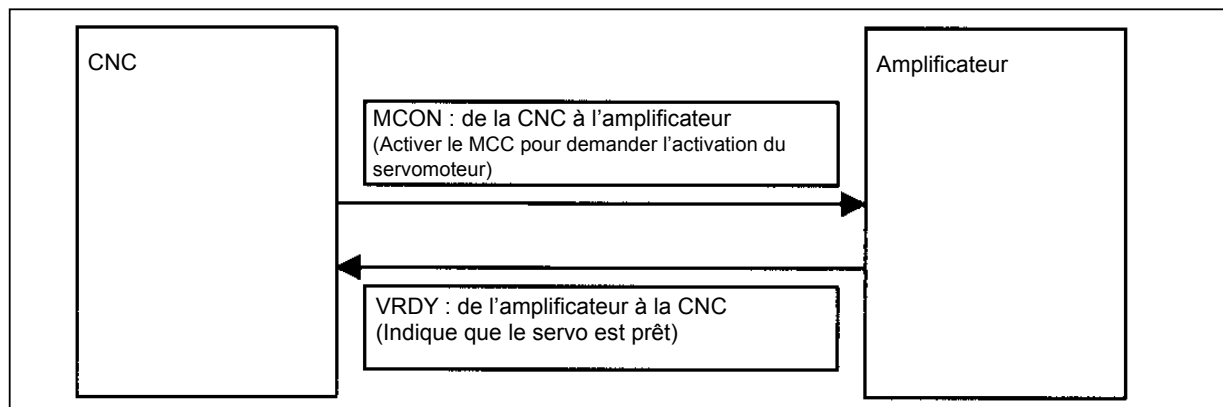 CNC
Amplificateur
MCON : de la CNC à l’amplificateur
(Activer le MCC pour demander l’activation du
servomoteur)
VRDY : de l’amplificateur à la CNC
(Indique que le servo est prêt)